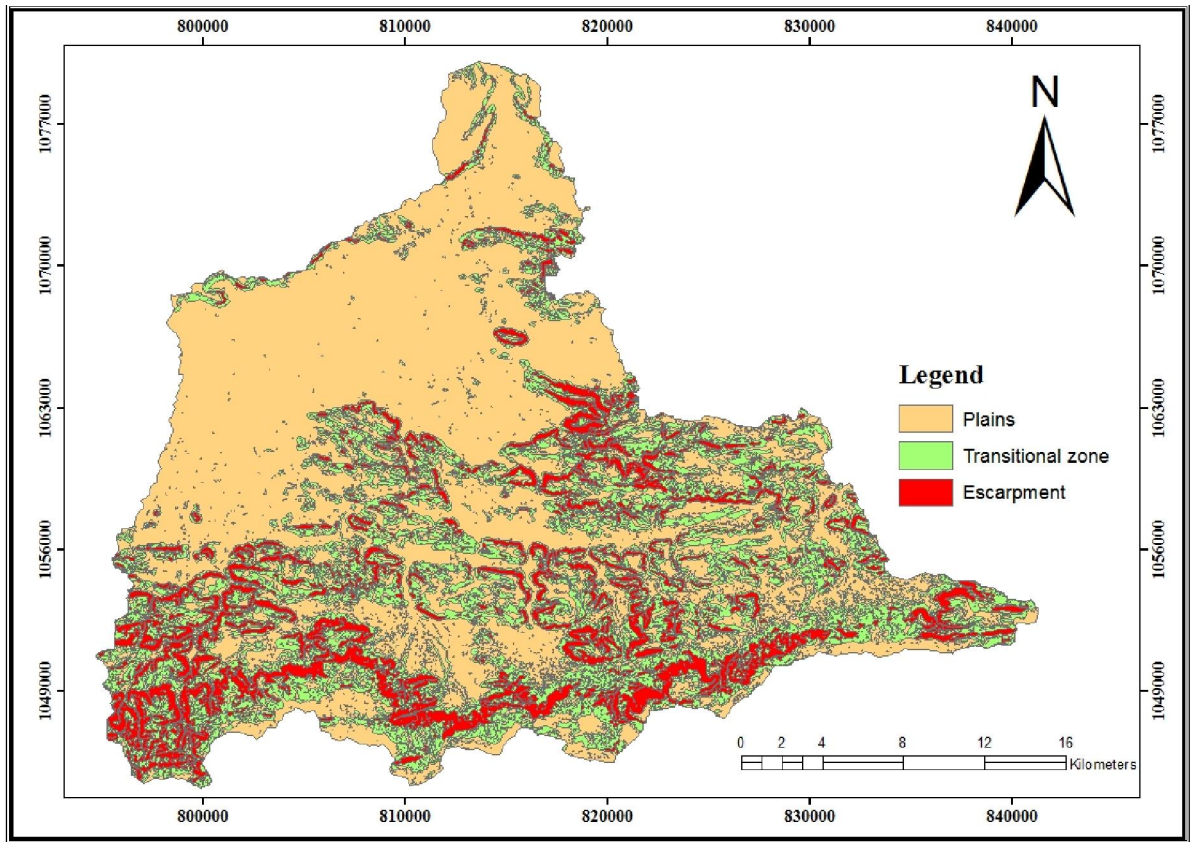 800000 810000 820000 830000 840000
N
1077000 1077000
1070000 1070000
1063000 1063000
Legend
Plains
Transitional zone
Escarpment
1056000 1056000
1049000 1049000
0 2 4 8 12 16
Kilometers
800000 810000 820000 830000 840000